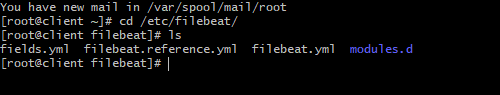 You have new mail in /var/spool/mail/root
[root@client ~]# cd /etc/filebeat/
[root@client filebeat]# ls
fields.yml  filebeat.reference.yml  filebeat.yml  modules.d
[root@client filebeat]#